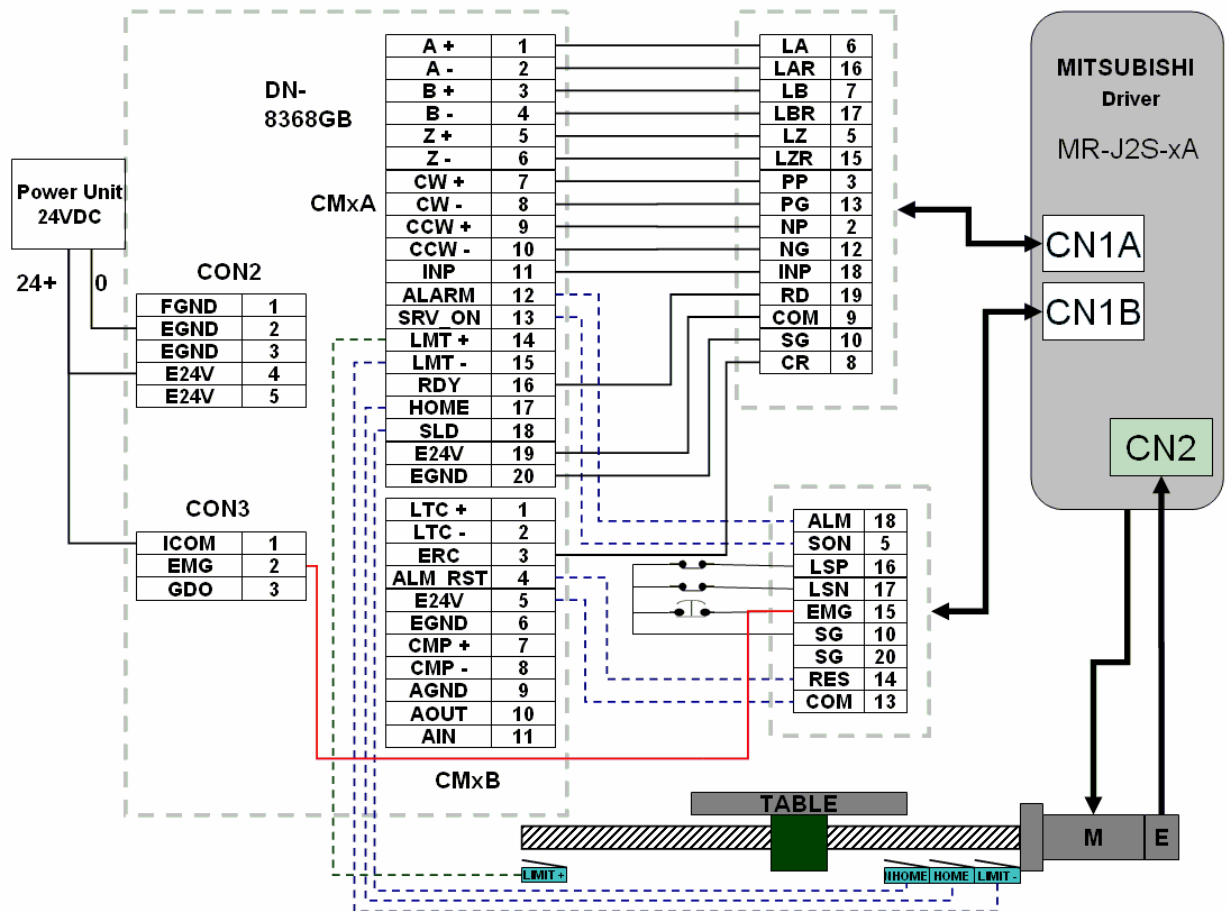 DN-
8368GB
CMxA
A + 1
A - 2
B + 3
B - 4
Z + 5
Z - 6
CW + 7
CW - 8
CCW + 9
CCW - 10
INP 11
ALARM 12
SRV_ON 13
LMT + 14
LMT - 15
RDY 16
HOME 17
SLD 18
E24V 19
EGND 20
LA 6
LAR 16
LB 7
LBR 17
LZ 5
LZR 15
PP 3
PG 13
NP 2
NG 12
INP 18
RD 19
COM 9
SG 10
CR 8
MITSUBISHI
Driver
MR-J2S-xA
CN1A
CN1B
CN2
Power Unit
24VDC
24+ 0
CON2
FGND 1
EGND 2
EGND 3
E24V 4
E24V 5
CON3
ICOM 1
EMG 2
GDO 3
LTC + 1
LTC - 2
ERC 3
ALM_RST 4
E24V 5
EGND 6
CMP + 7
CMP - 8
AGND 9
AOUT 10
AIN 11
CMxB
ALM 18
SON 5
LSP 16
LSN 17
EMG 15
SG 10
SG 20
RES 14
COM 13
TABLE
M E
LIMIT + NHOME HOME LIMIT -